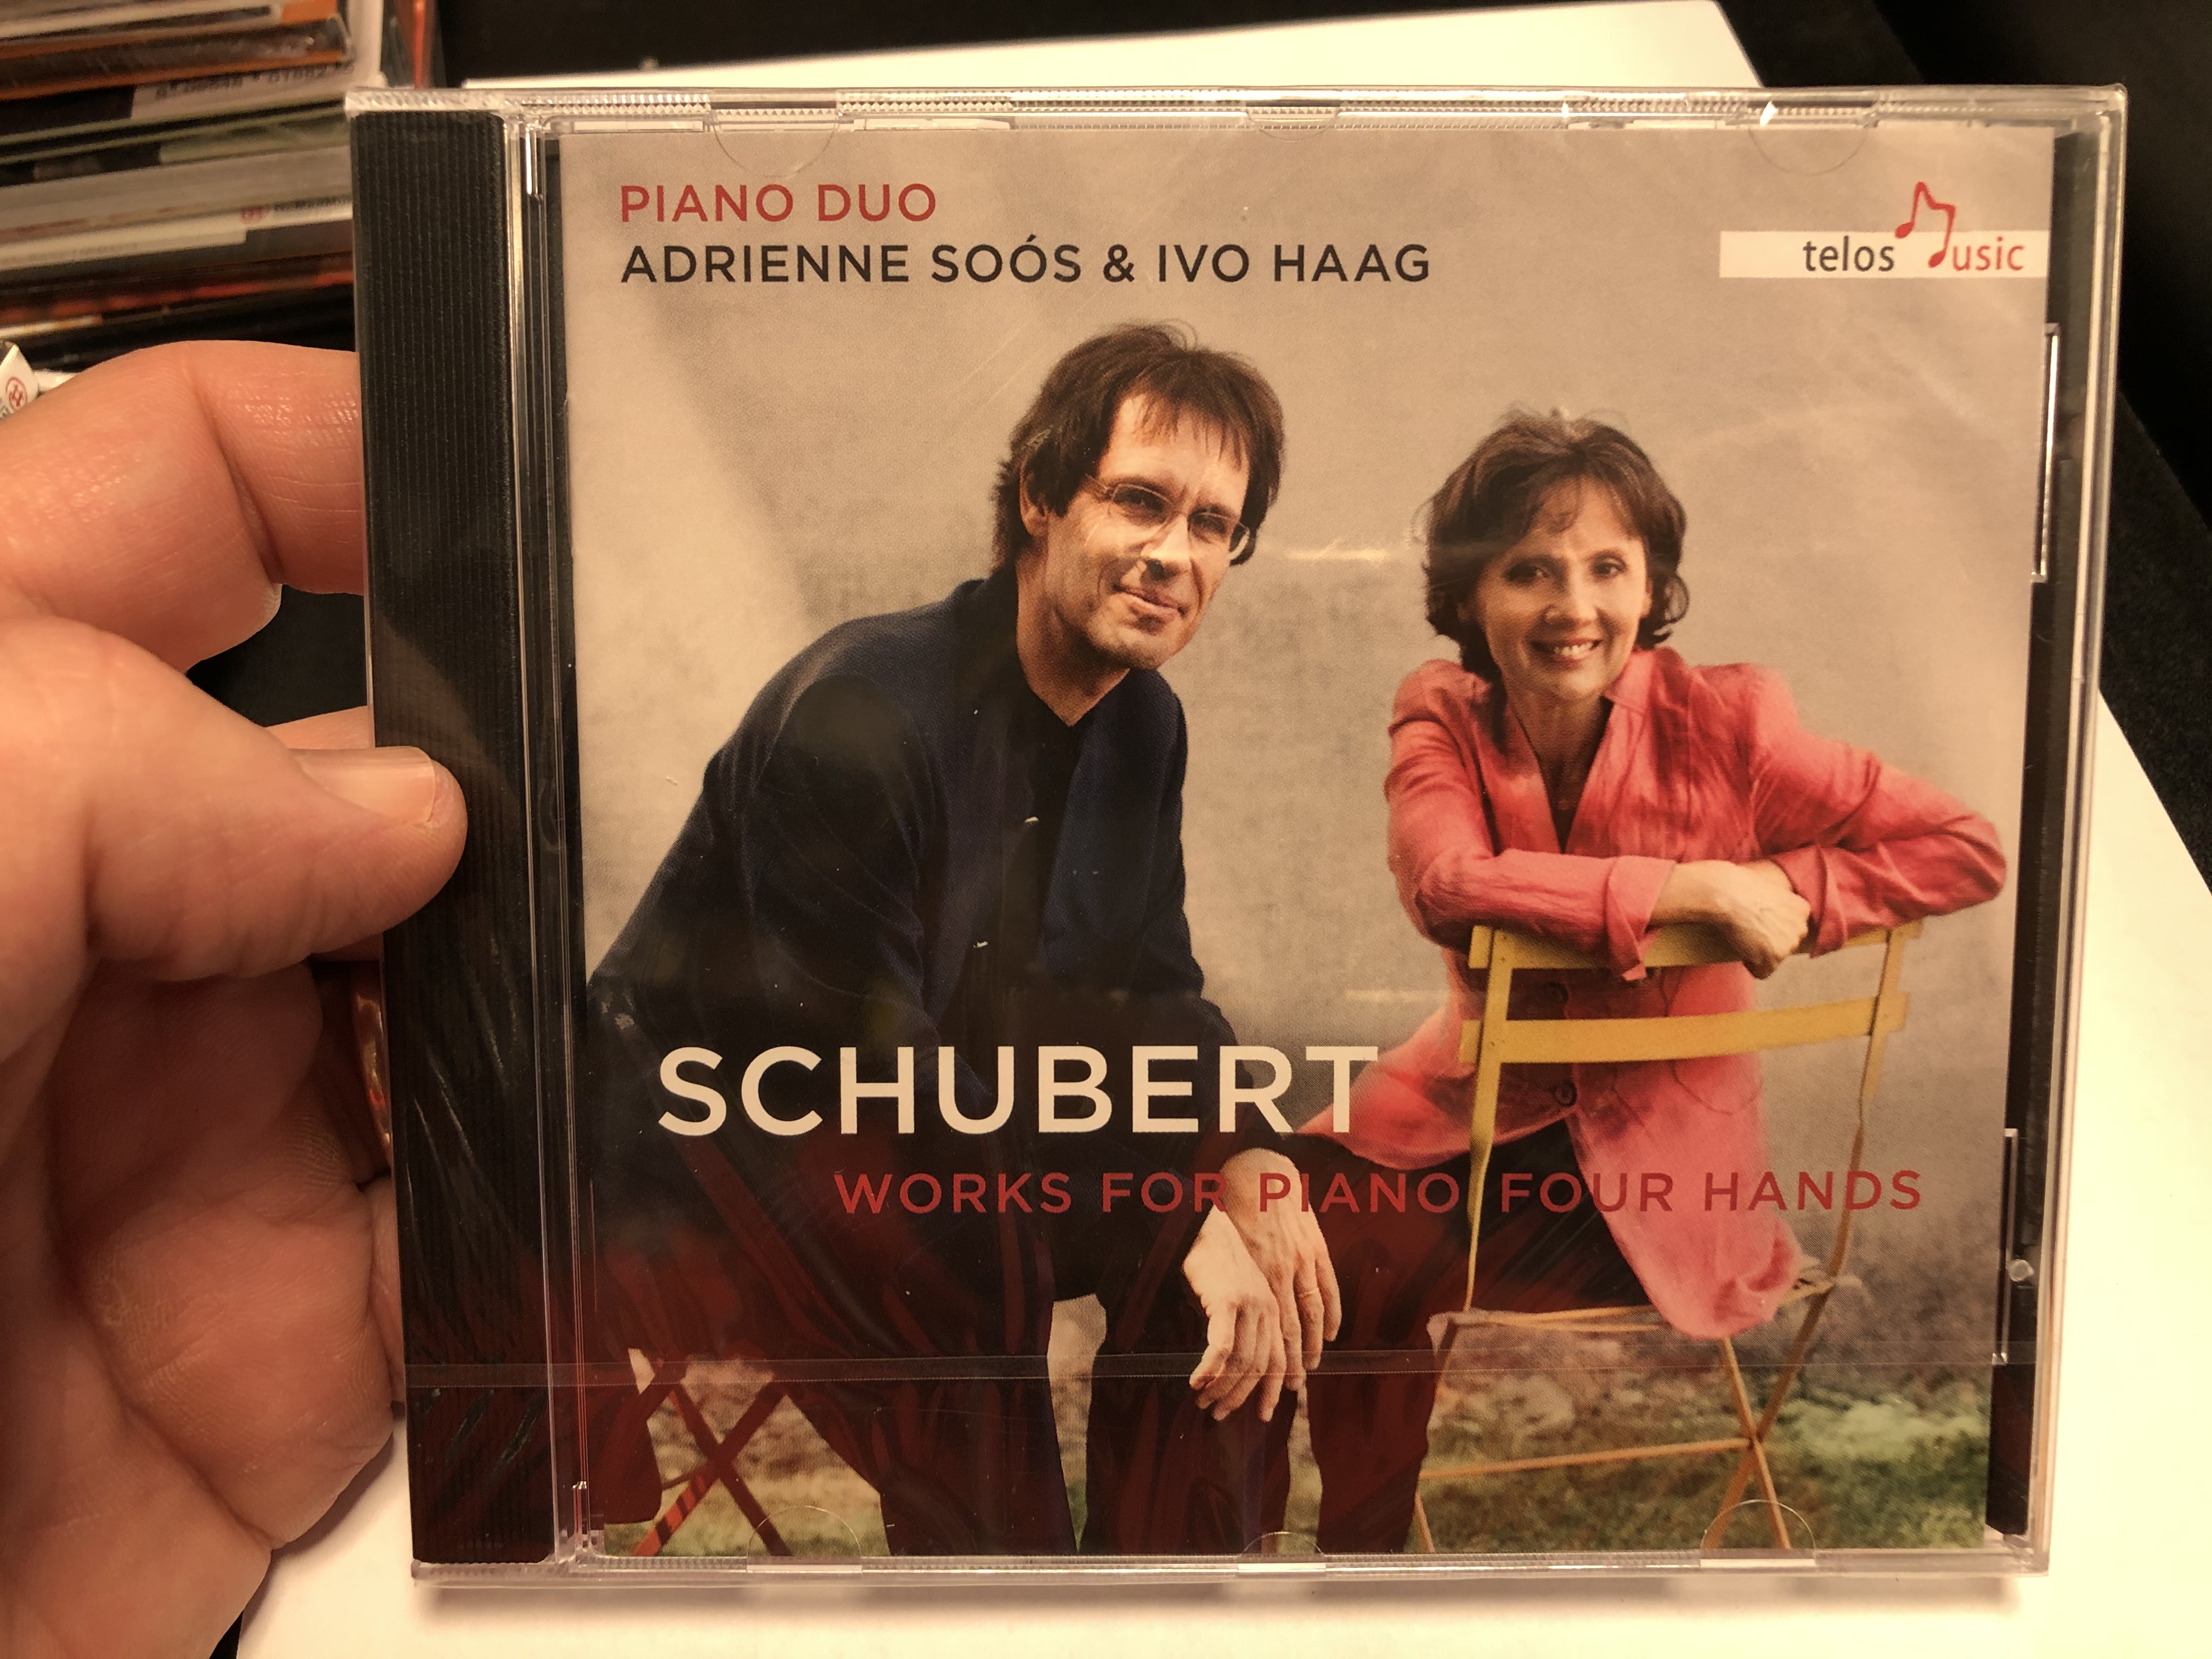 PIANO DUO
ADRIENNE SOÓS & IVO HAAG
telos Music
SCHUBERT
WORKS FOR PIANO FOUR HANDS